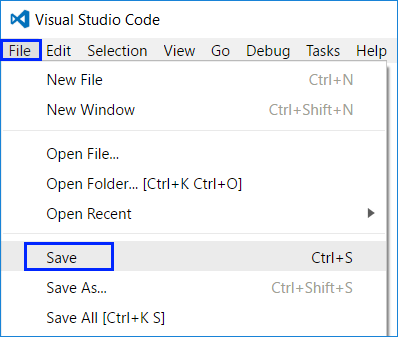 Visual Studio Code
File Edit Selection View Go Debug Tasks Help
New File Ctrl+N
New Window Ctrl+Shift+N
Open File...
Open Folder... [Ctrl+K Ctrl+O]
Open Recent
Save Ctrl+S
Save As... Ctrl+Shift+S
Save All [Ctrl+K S]